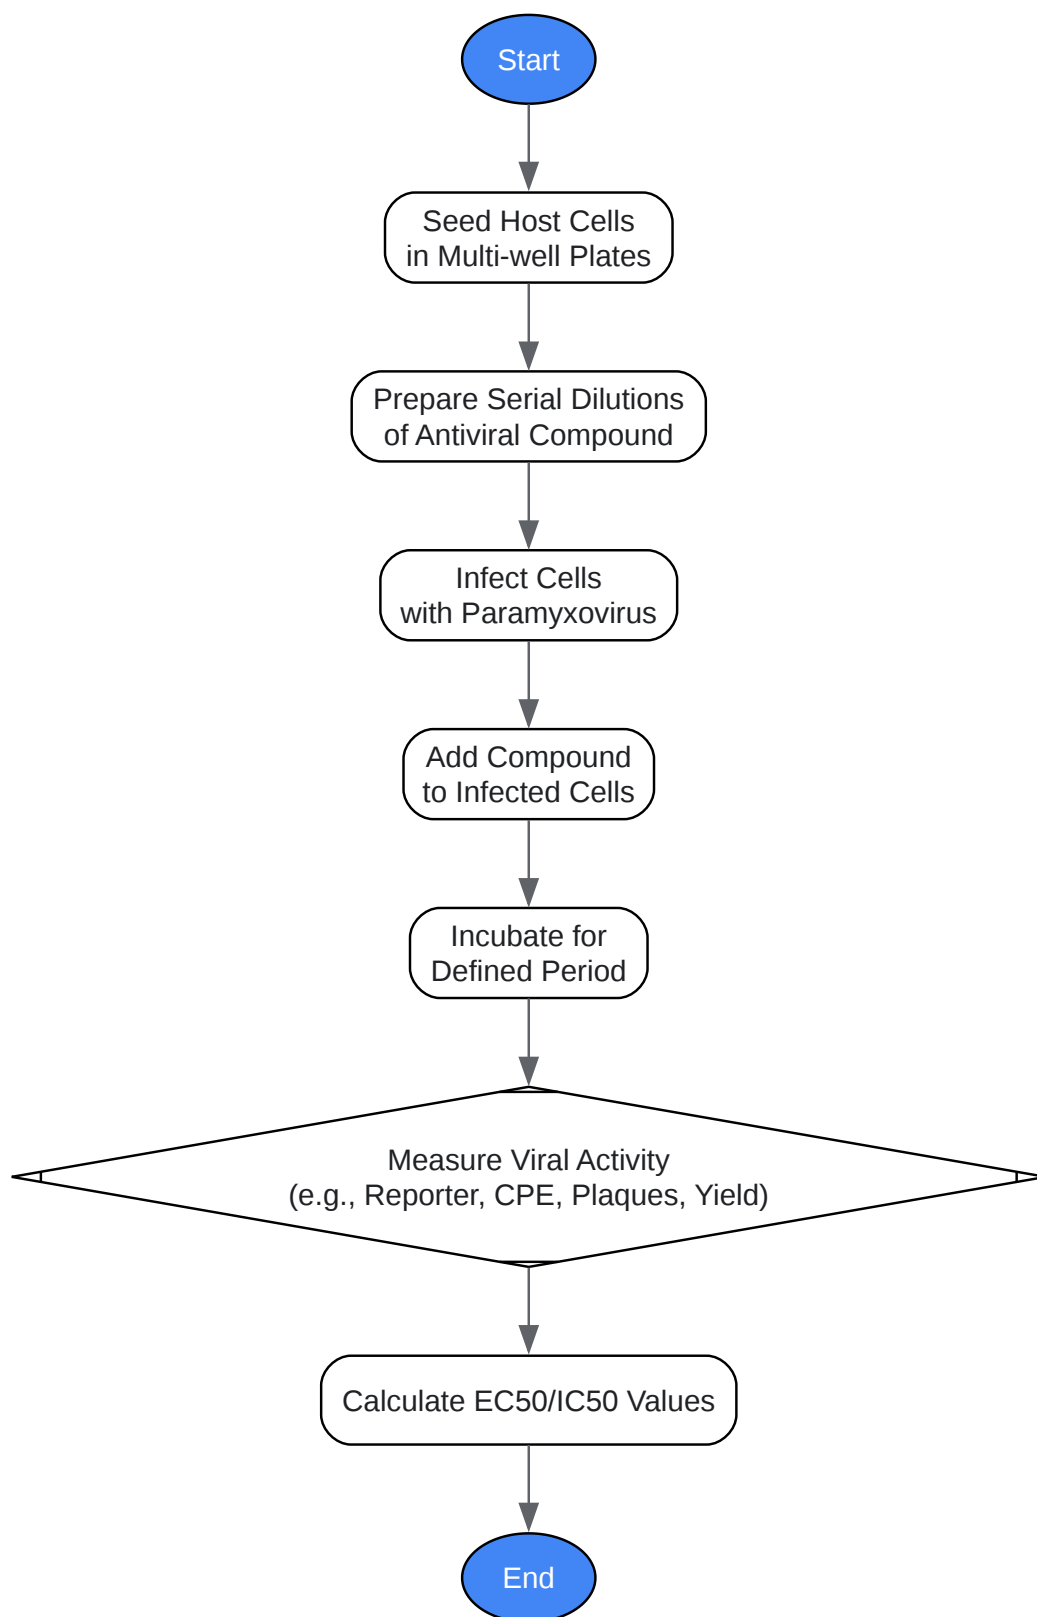 Start
Seed Host Cells
in Multi-well Plates
Prepare Serial Dilutions
of Antiviral Compound
Infect Cells
with Paramyxovirus
Add Compound
to Infected Cells
Incubate for
Defined Period
Measure Viral Activity
(e.g., Reporter, CPE, Plaques, Yield)
Calculate EC50/IC50 Values
End